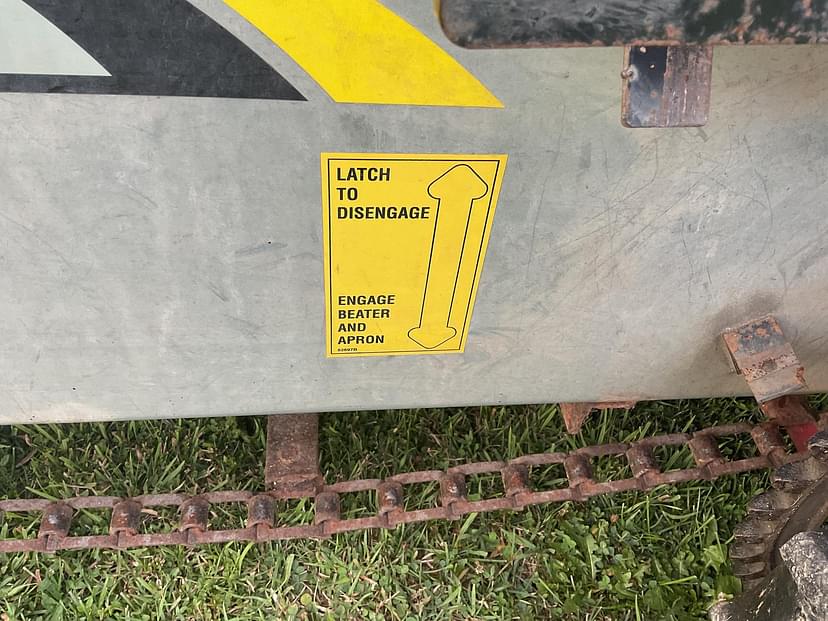 LATCH
TO
DISENGAGE
ENGAGE
BEATER
AND
APRON